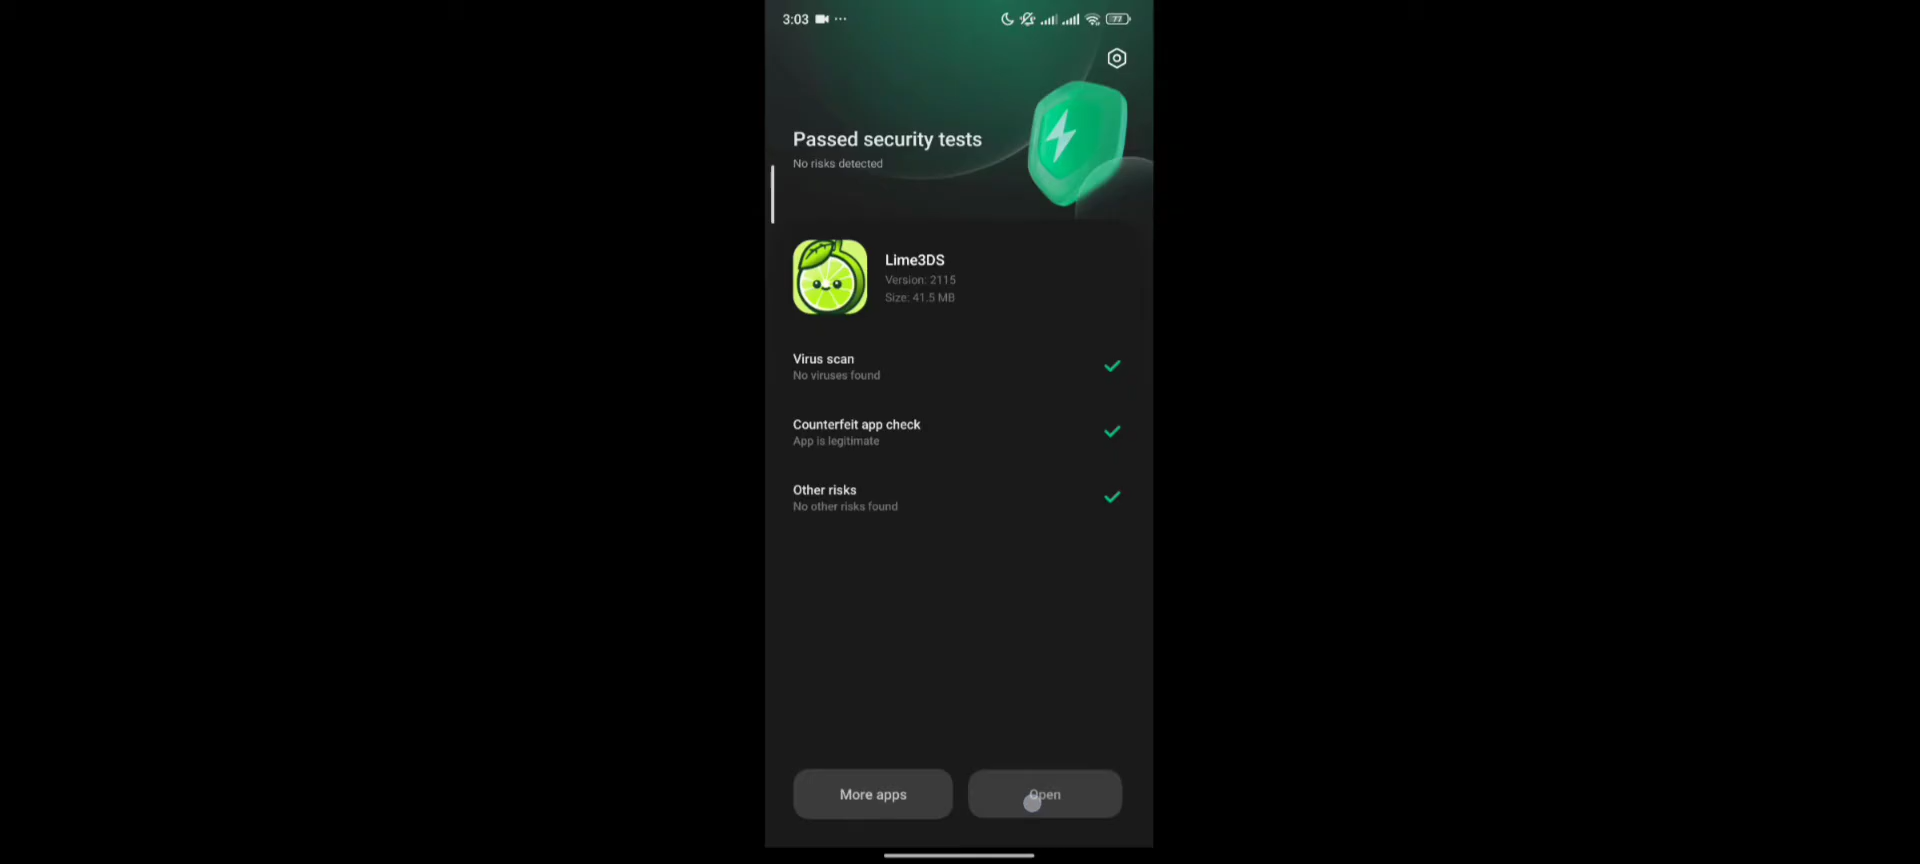 3:03
77
Passed security tests
No risks detected
Lime3DS
Version: 2115
Size: 41.5 MB
Virus scan
No viruses found
Counterfeit app check
App is legitimate
Other risks
No other risks found
More apps
Open